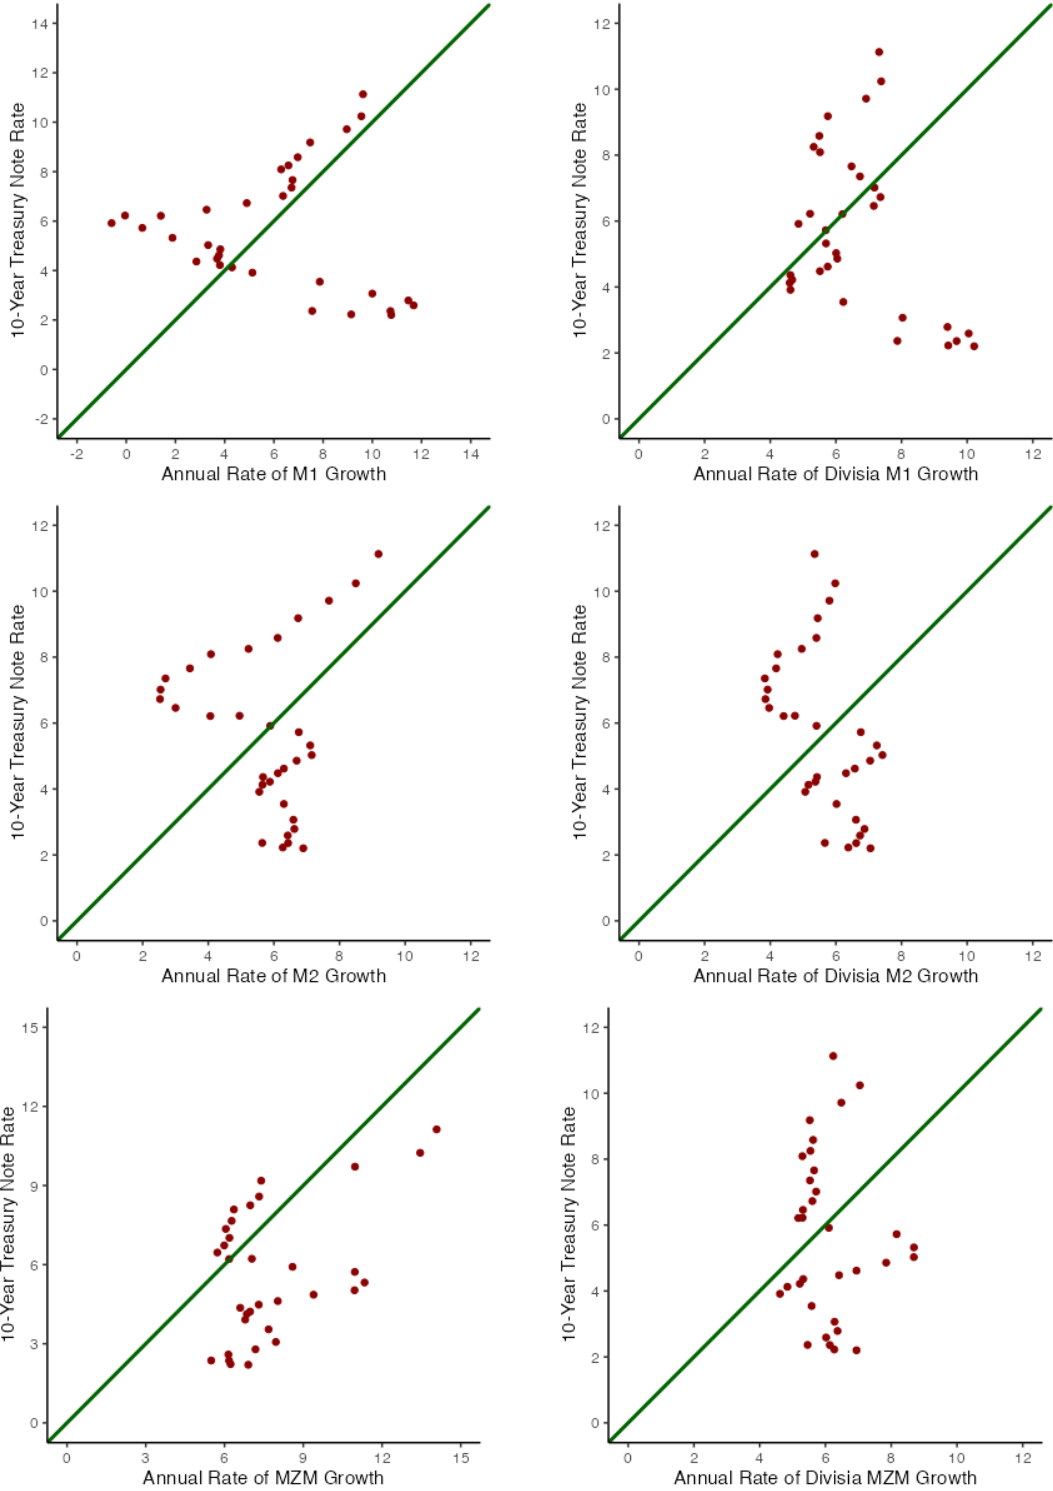 10-Year Treasury Note Rate
14
12
10
8
6
4
2
0
-2
-2 0 2 4 6 8 10 12 14
Annual Rate of M1 Growth
10-Year Treasury Note Rate
12
10
8
6
4
2
0
0 2 4 6 8 10 12
Annual Rate of Divisia M1 Growth
10-Year Treasury Note Rate
12
10
8
6
4
2
0
0 2 4 6 8 10 12
Annual Rate of M2 Growth
10-Year Treasury Note Rate
12
10
8
6
4
2
0
0 2 4 6 8 10 12
Annual Rate of Divisia M2 Growth
10-Year Treasury Note Rate
15
12
9
6
3
0
0 3 6 9 12 15
Annual Rate of MZM Growth
10-Year Treasury Note Rate
12
10
8
6
4
2
0
0 2 4 6 8 10 12
Annual Rate of Divisia MZM Growth